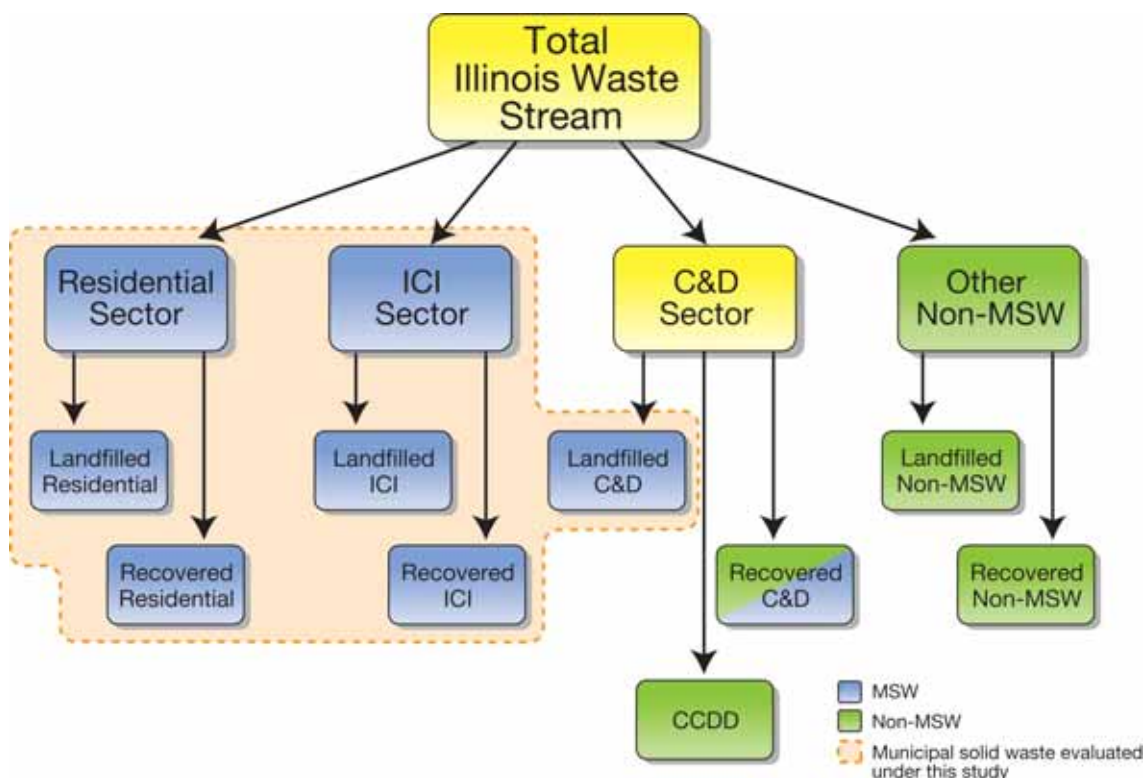 Total
Illinois Waste
Stream
Residential
Sector
ICI
Sector
C&D
Sector
Other
Non-MSW
Landfilled
Residential
Landfilled
ICI
Landfilled
C&D
Landfilled
Non-MSW
Recovered
Residential
Recovered
ICI
Recovered
C&D
Recovered
Non-MSW
CCDD
MSW
Non-MSW
Municipal solid waste evaluated
under this study